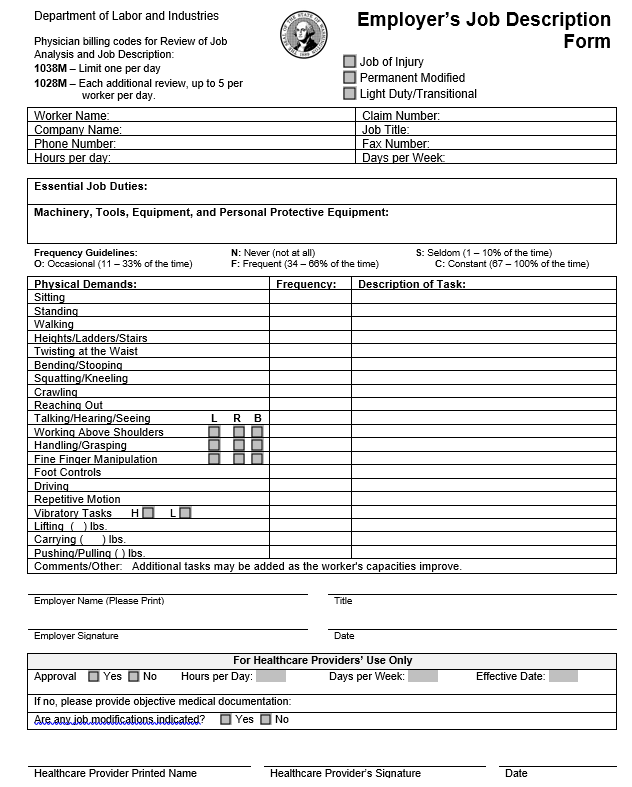 Department of Labor and Industries
Employer's Job Description
Form
Physician billing codes for Review of Job
Analysis and Job Description:
1038M – Limit one per day
1028M – Each additional review, up to 5 per
worker per day.
Job of Injury
Permanent Modified
Light Duty/Transitional
Worker Name: Claim Number:
Company Name: Job Title:
Phone Number: Fax Number:
Hours per day: Days per Week:
Essential Job Duties:
Machinery, Tools, Equipment, and Personal Protective Equipment:
Frequency Guidelines: N: Never (not at all) S: Seldom (1 – 10% of the time)
O: Occasional (11 – 33% of the time) F: Frequent (34 – 66% of the time) C: Constant (67 – 100% of the time)
Physical Demands: Frequency: Description of Task:
Sitting
Standing
Walking
Heights/Ladders/Stairs
Twisting at the Waist
Bending/Stooping
Squatting/Kneeling
Crawling
Reaching Out
Talking/Hearing/Seeing L R B
Working Above Shoulders
Handling/Grasping
Fine Finger Manipulation
Foot Controls
Driving
Repetitive Motion
Vibratory Tasks H L
Lifting ( ) lbs.
Carrying ( ) lbs.
Pushing/Pulling ( ) lbs.
Comments/Other: Additional tasks may be added as the worker's capacities improve.
Employer Name (Please Print) Title
Employer Signature Date
For Healthcare Providers' Use Only
Approval Yes No Hours per Day: Days per Week: Effective Date:
If no, please provide objective medical documentation:
Are any job modifications indicated? Yes No
Healthcare Provider Printed Name Healthcare Provider's Signature Date